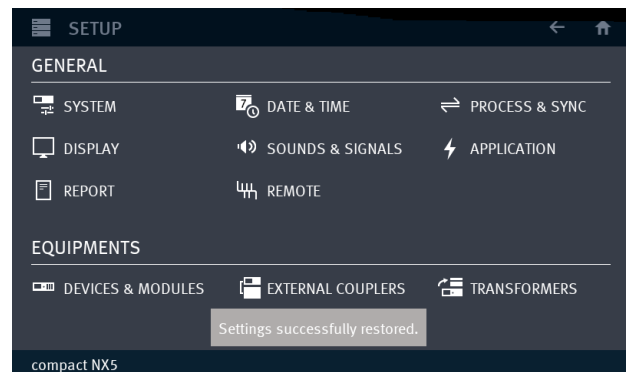 SETUP
GENERAL
SYSTEM
7
DATE & TIME
PROCESS & SYNC
DISPLAY
SOUNDS & SIGNALS
APPLICATION
REPORT
REMOTE
EQUIPMENTS
DEVICES & MODULES
EXTERNAL COUPLERS
TRANSFORMERS
Settings successfully restored.
compact NX5